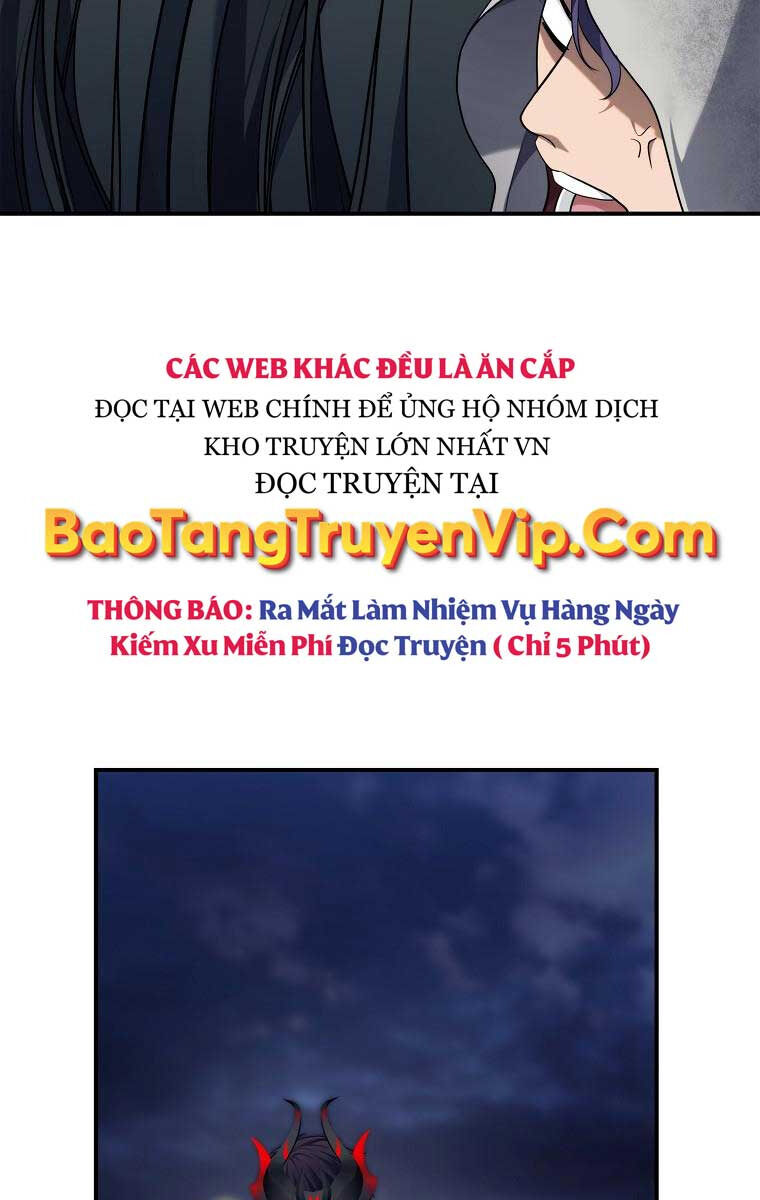 CÁC WEB KHÁC ĐỀU LÀ ĂN CẮP
ĐỌC TẠI WEB CHÍNH ĐỂ ỦNG HỘ NHÓM DỊCH
KHO TRUYỆN LỚN NHẤT VN
ĐỌC TRUYỆN TẠI
BaoTangTruyenVip.Com
THÔNG BÁO: Ra Mắt Làm Nhiệm Vụ Hàng Ngày
Kiếm Xu Miễn Phí Đọc Truyện ( Chỉ 5 Phút)